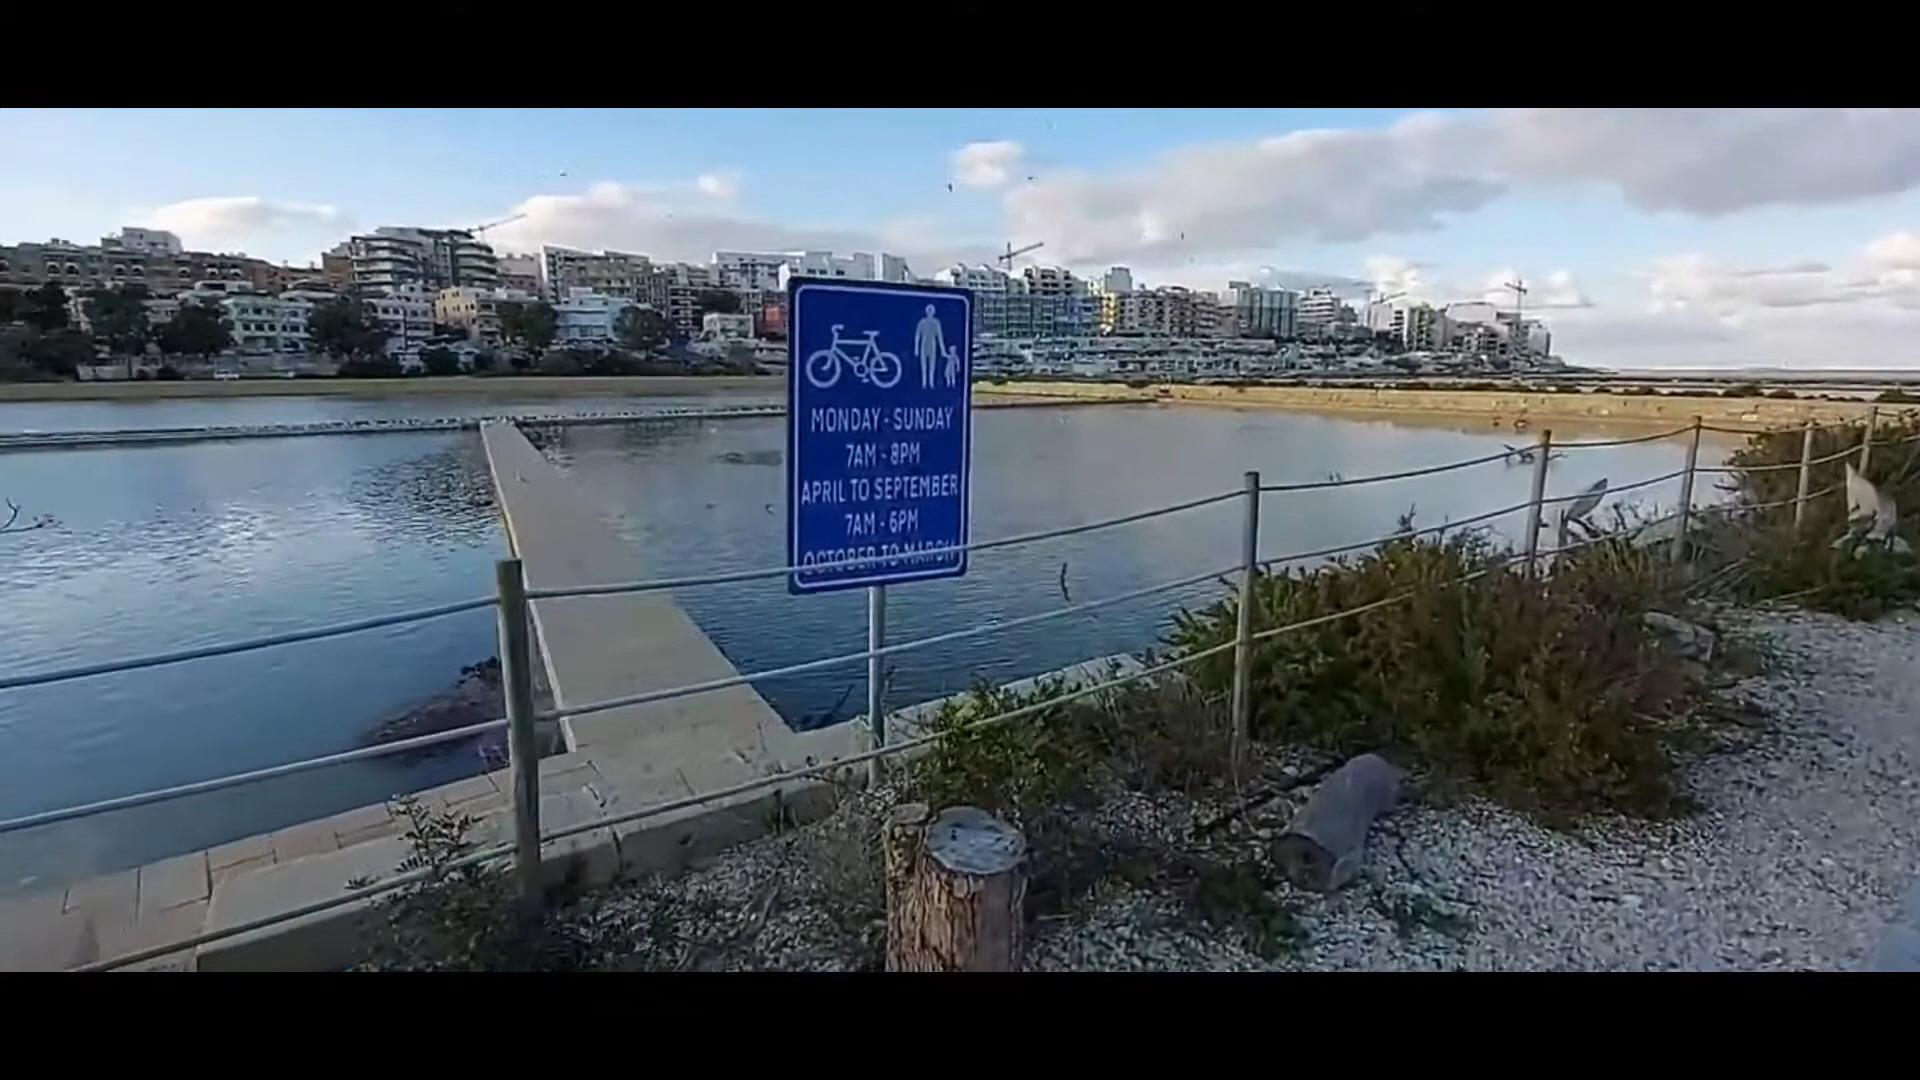 MONDAY - SUNDAY
7AM - 8PM
APRIL TO SEPTEMBER
7AM - 6PM
OCTOBER TO MARCH